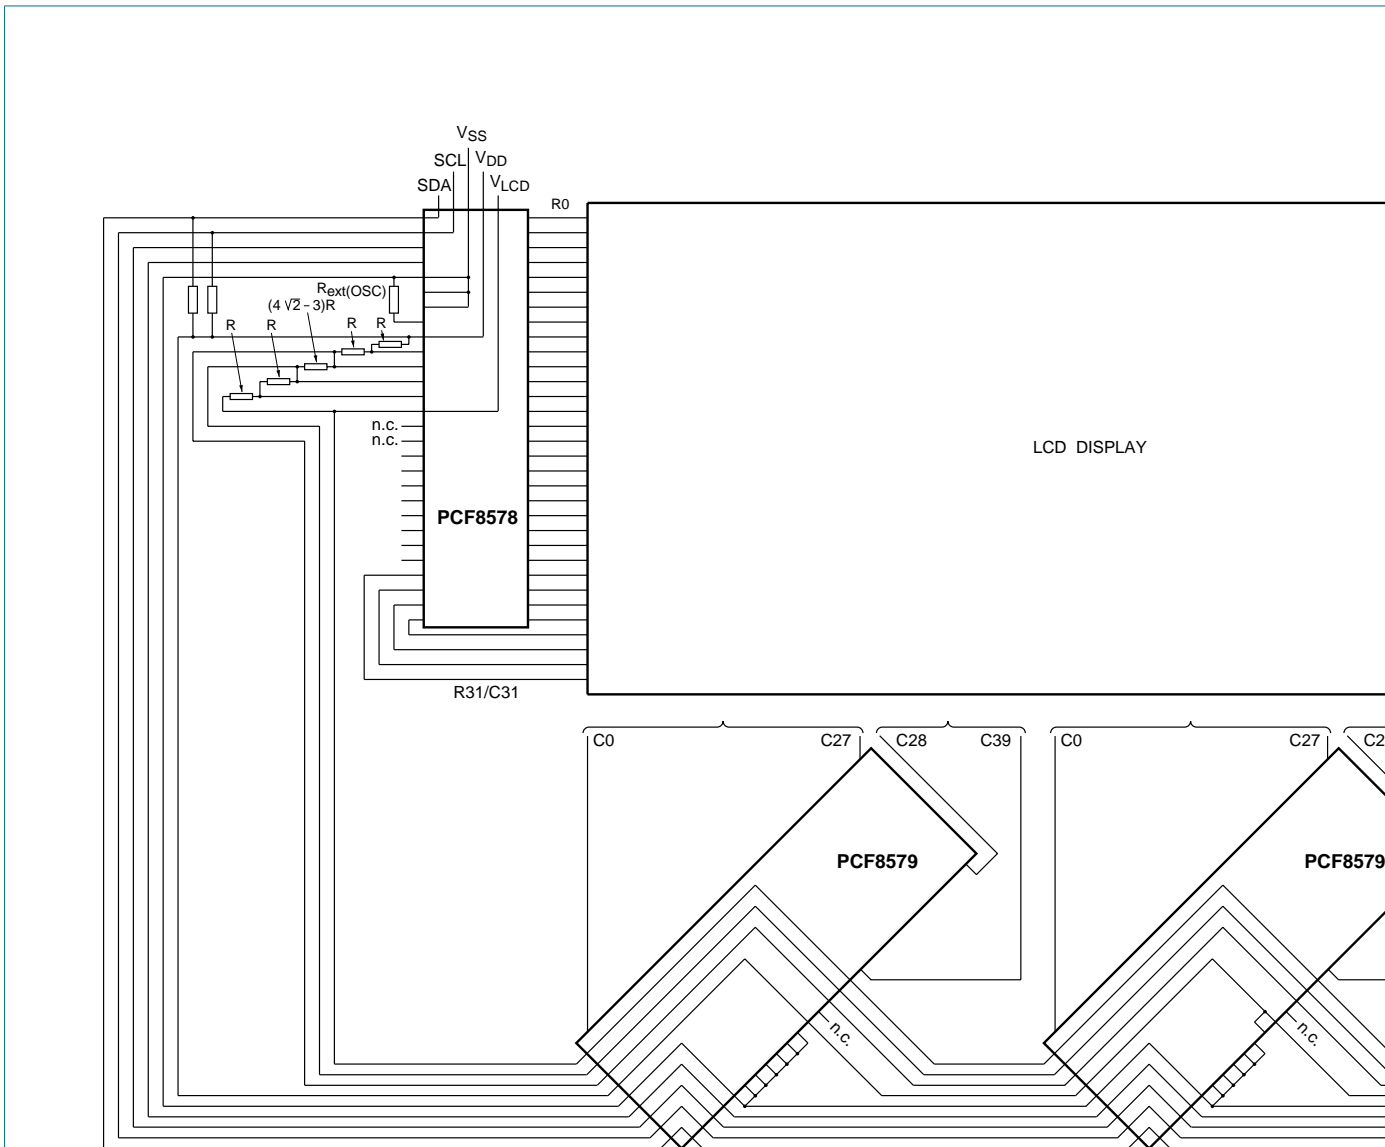 VSS
SCL VDD
SDA VLCD
R0
Rext(OSC)
(4 √2 - 3)R
R R R R
n.c.
n.c.
LCD DISPLAY
PCF8578
R31/C31
C0 C27 C28 C39 C0 C27 C2
PCF8579 PCF8579
n.c. n.c.